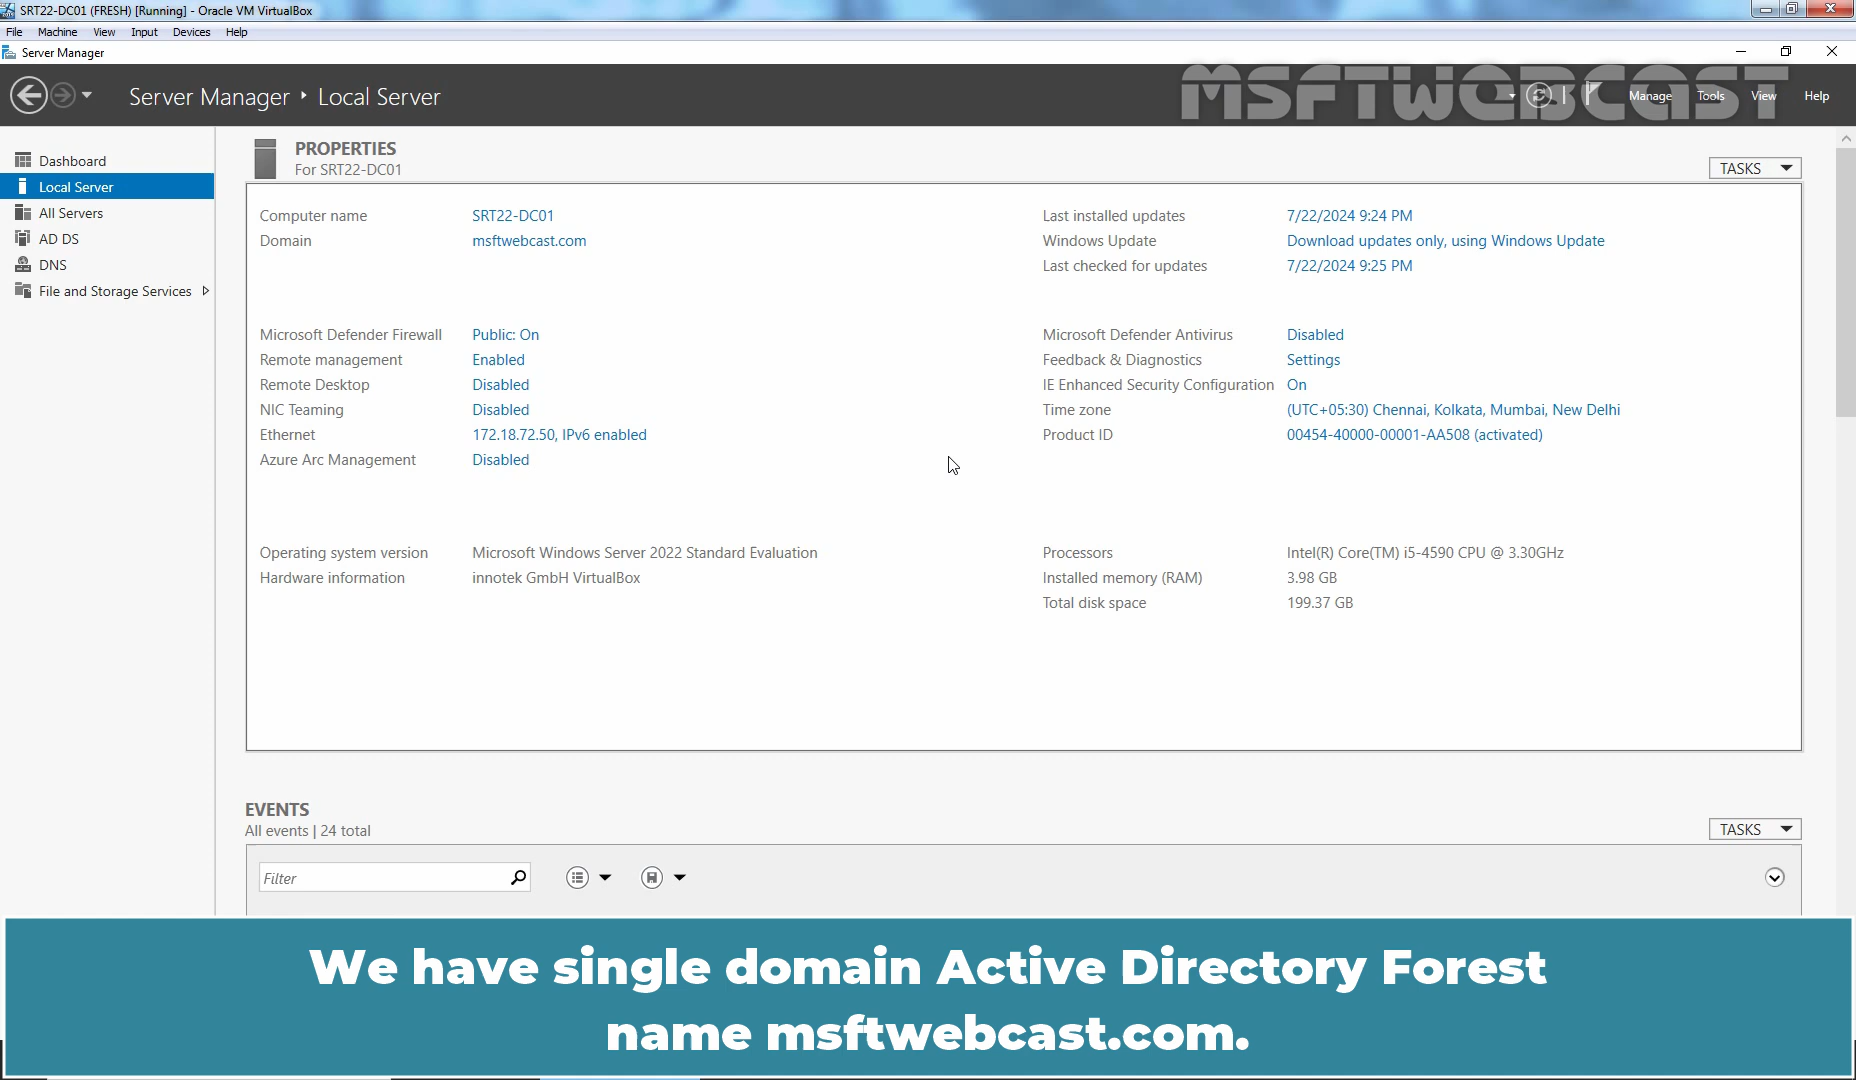 SRT22-DC01 (FRESH) [Running] - Oracle VM VirtualBox
File Machine View Input Devices Help
Server Manager
Server Manager ‣ Local Server
MSFTWEBCAST
Manage Tools View Help
Dashboard
Local Server
All Servers
AD DS
DNS
File and Storage Services
PROPERTIES
For SRT22-DC01
TASKS
Computer name SRT22-DC01
Domain msftwebcast.com
Last installed updates 7/22/2024 9:24 PM
Windows Update Download updates only, using Windows Update
Last checked for updates 7/22/2024 9:25 PM
Microsoft Defender Firewall Public: On
Remote management Enabled
Remote Desktop Disabled
NIC Teaming Disabled
Ethernet 172.18.72.50, IPv6 enabled
Azure Arc Management Disabled
Microsoft Defender Antivirus Disabled
Feedback & Diagnostics Settings
IE Enhanced Security Configuration On
Time zone (UTC+05:30) Chennai, Kolkata, Mumbai, New Delhi
Product ID 00454-40000-00001-AA508 (activated)
Operating system version Microsoft Windows Server 2022 Standard Evaluation
Hardware information innotek GmbH VirtualBox
Processors Intel(R) Core(TM) i5-4590 CPU @ 3.30GHz
Installed memory (RAM) 3.98 GB
Total disk space 199.37 GB
EVENTS
All events | 24 total
TASKS
Filter
We have single domain Active Directory Forest
name msftwebcast.com.